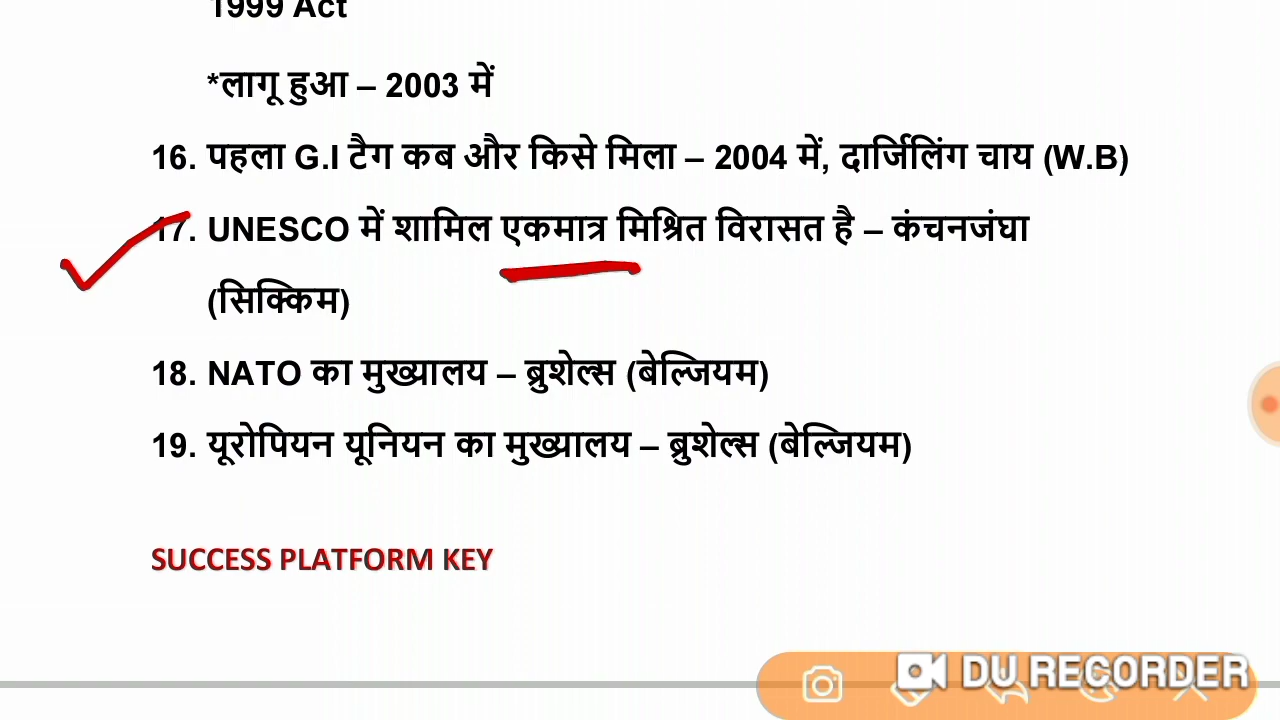 1999 Act
*लागू हुआ – 2003 में
16. पहला G.I टैग कब और किसे मिला – 2004 में, दार्जिलिंग चाय (W.B)
17. UNESCO में शामिल एकमात्र मिश्रित विरासत है – कंचनजंघा
(सिक्किम)
18. NATO का मुख्यालय – ब्रुशेल्स (बेल्जियम)
19. यूरोपियन यूनियन का मुख्यालय – ब्रुशेल्स (बेल्जियम)
SUCCESS PLATFORM KEY
DU RECORDER